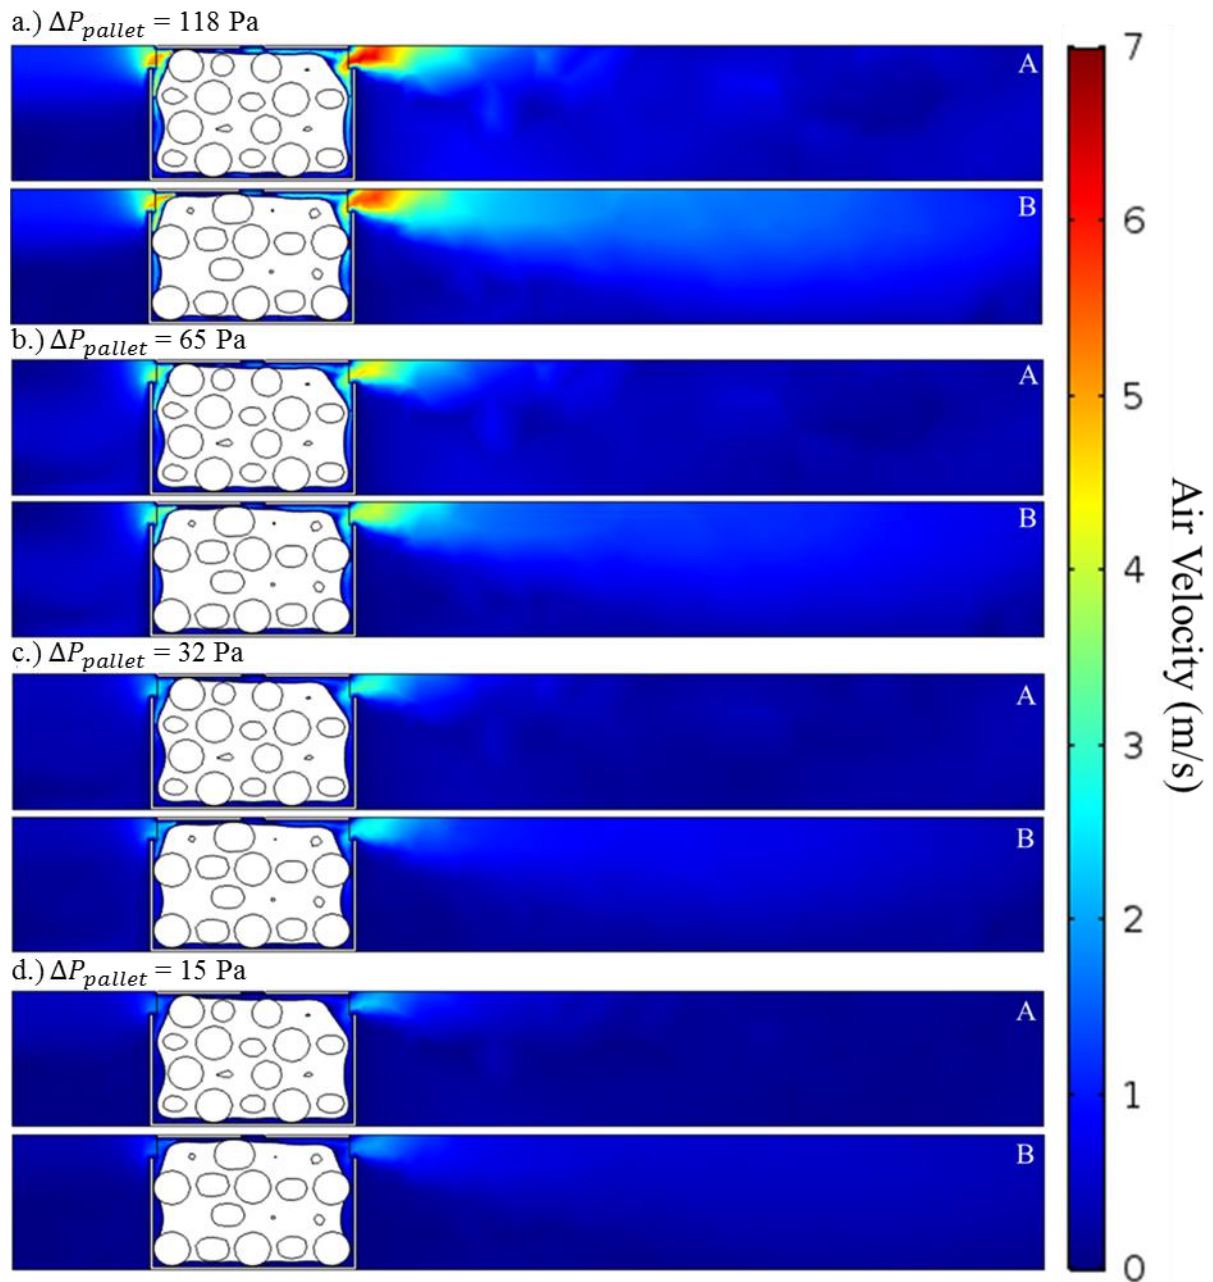 a.) ΔP_pallet = 118 Pa
A
B
b.) ΔP_pallet = 65 Pa
A
B
c.) ΔP_pallet = 32 Pa
A
B
d.) ΔP_pallet = 15 Pa
A
B
7
6
5
4
3
2
1
0
Air Velocity (m/s)